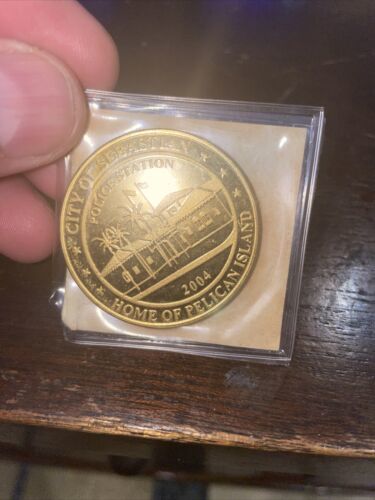 CITY OF SEBASTIAN
POLICE STATION
2004
HOME OF PELICAN ISLAND